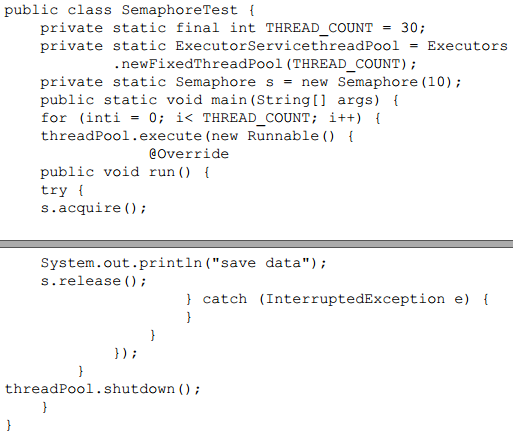 public class SemaphoreTest {
    private static final int THREAD_COUNT = 30;
    private static ExecutorServicethreadPool = Executors
            .newFixedThreadPool(THREAD_COUNT);
    private static Semaphore s = new Semaphore(10);
    public static void main(String[] args) {
    for (inti = 0; i< THREAD_COUNT; i++) {
    threadPool.execute(new Runnable() {
                @Override
    public void run() {
    try {
    s.acquire();
    System.out.println("save data");
    s.release();
                    } catch (InterruptedException e) {
                    }
                }
            });
        }
threadPool.shutdown();
    }
}